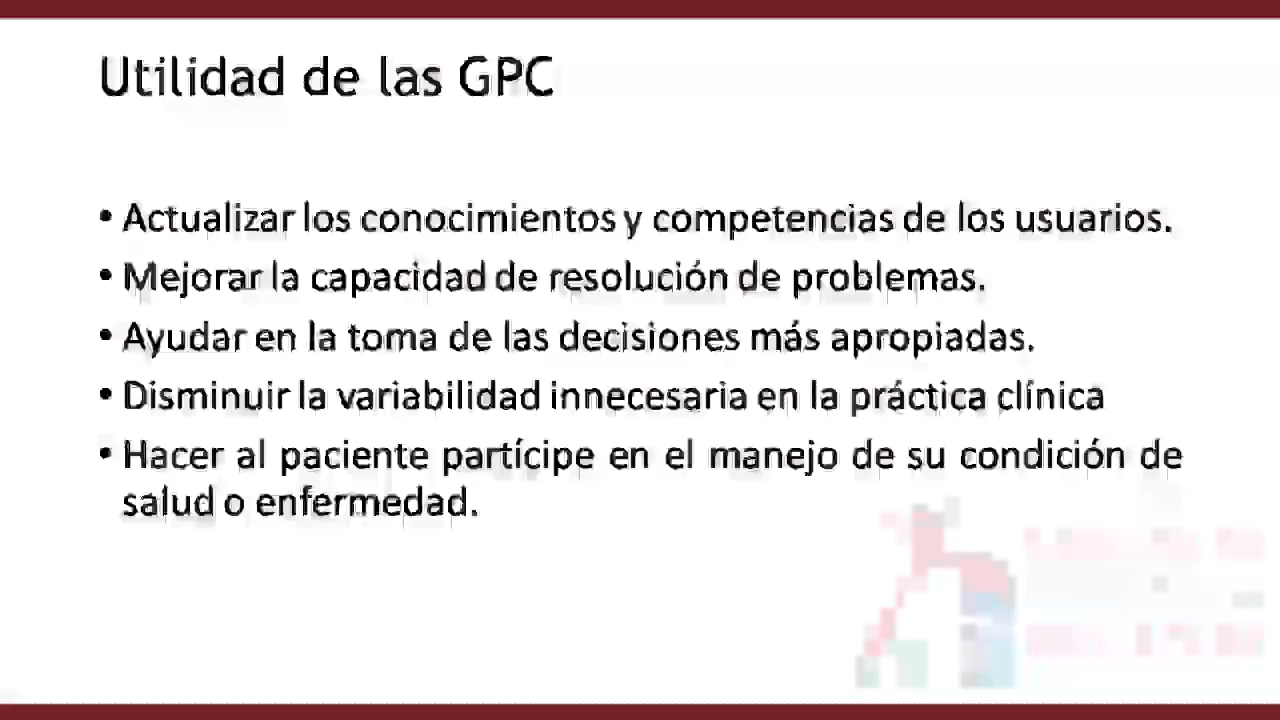 Utilidad de las GPC
• Actualizar los conocimientos y competencias de los usuarios.
• Mejorar la capacidad de resolución de problemas.
• Ayudar en la toma de las decisiones más apropiadas.
• Disminuir la variabilidad innecesaria en la práctica clínica
• Hacer al paciente partícipe en el manejo de su condición de
salud o enfermedad.